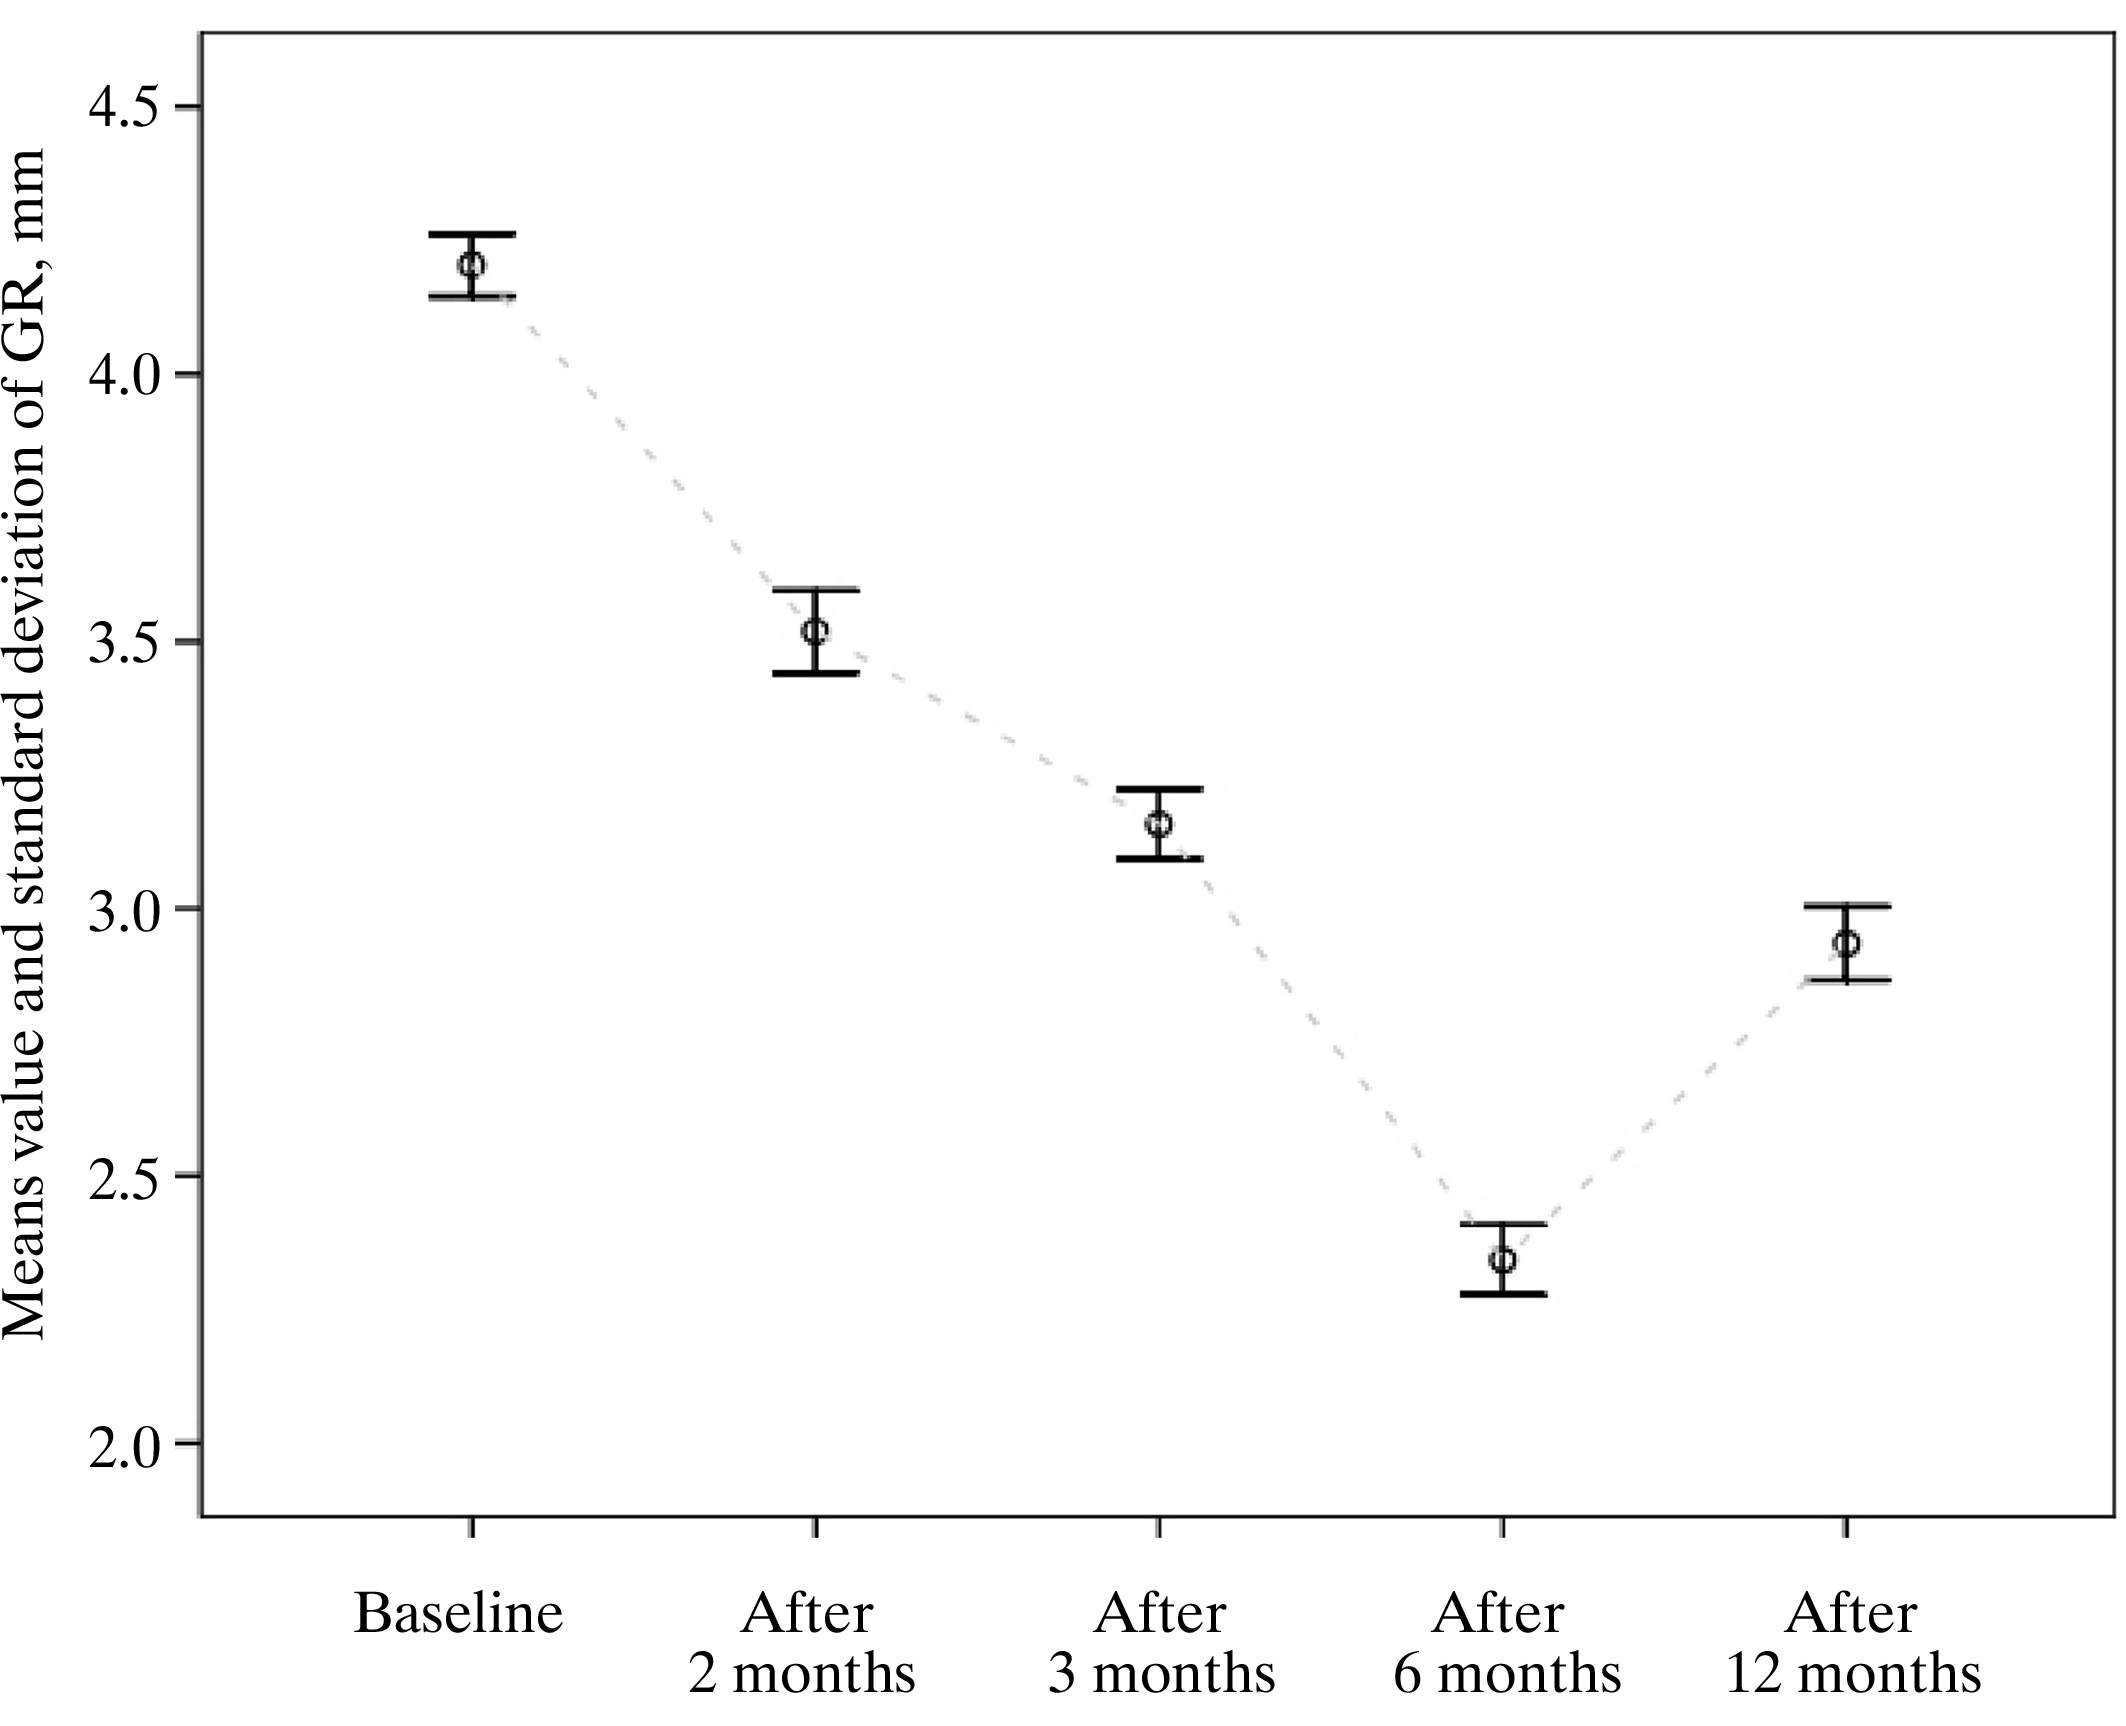 Means value and standard deviation of GR, mm
4.5
4.0
3.5
3.0
2.5
2.0
Baseline
After
2 months
After
3 months
After
6 months
After
12 months